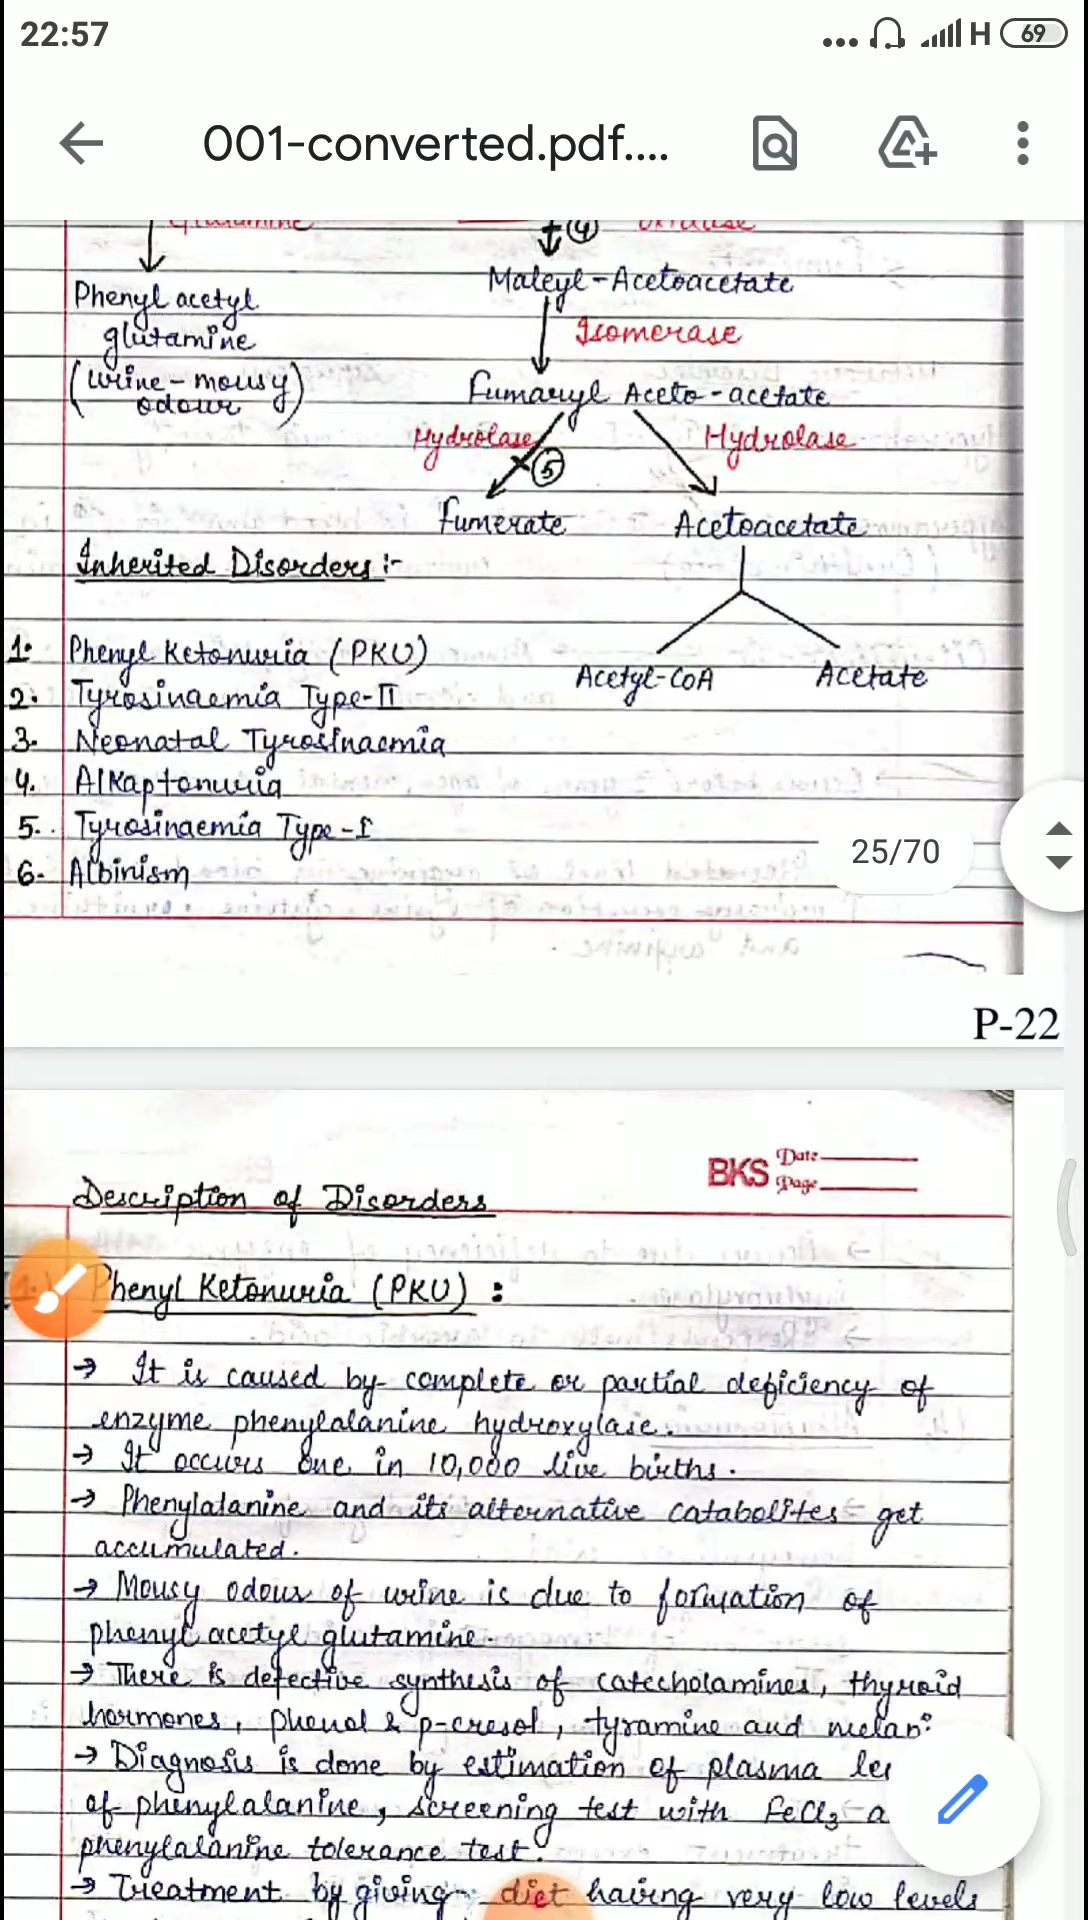 22:57
... H 69
001-converted.pdf....
Maleyl-Acetoacetate
Phenyl acetyl
glutamine
Isomerase
(urine-mousy
odour)
Fumaryl Aceto-acetate
Hydrolase
Hydrolase
5
fumerate
Acetoacetate
Inherited Disorders :-
1. Phenyl Ketonuria (PKU)
Acetyl-CoA
Acetate
2. Tyrosinaemia Type-II
3. Neonatal Tyrosinaemia
4. Alkaptonuria
5. Tyrosinaemia Type-I
25/70
6. Albinism
P-22
BKS Date
Page
Description of Disorders
Phenyl Ketonuria (PKU) :
→ It is caused by complete or partial deficiency of
enzyme phenylalanine hydroxylase.
→ It occurs one in 10,000 live births.
→ Phenylalanine and its alternative catabolites get
accumulated.
→ Mousy odour of urine is due to formation of
phenyl acetyl glutamine.
→ There is defective synthesis of catecholamines, thyroid
hormones, phenol & p-cresol, tyramine and melani
→ Diagnosis is done by estimation of plasma le
of phenylalanine, screening test with FeCl3 a
phenylalanine tolerance test.
→ Treatment by giving diet having very low levels